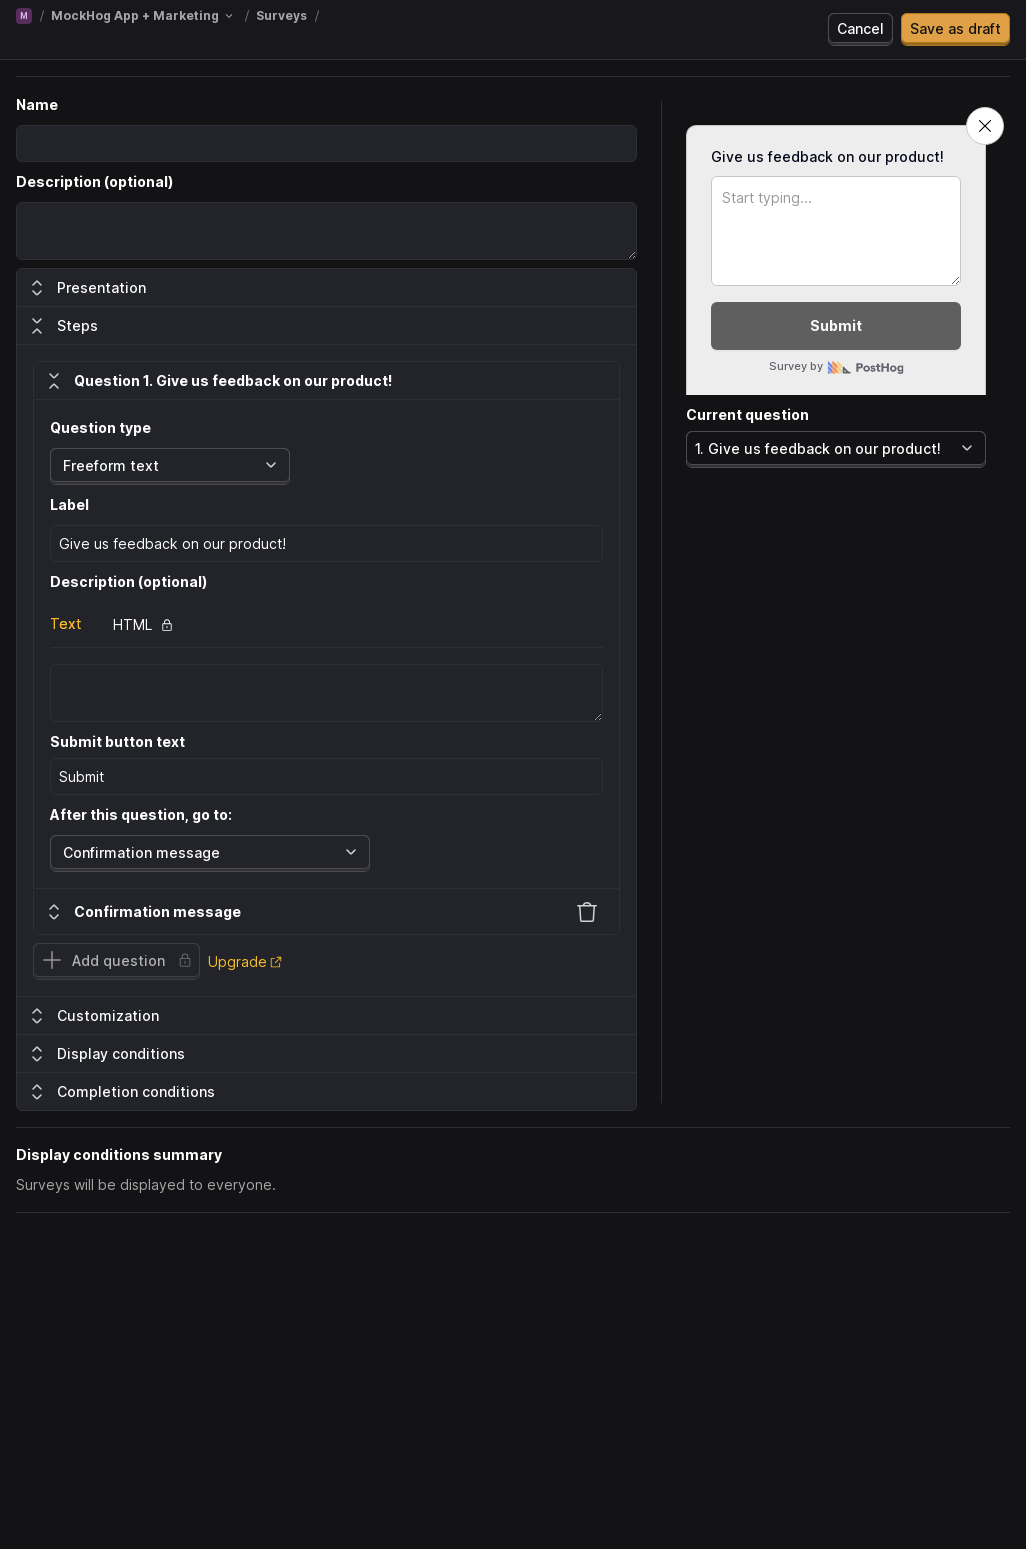 M / MockHog App + Marketing / Surveys /
Cancel
Save as draft
Name
Description (optional)
Presentation
Steps
Question 1. Give us feedback on our product!
Question type
Freeform text
Label
Give us feedback on our product!
Description (optional)
Text
HTML
Submit button text
Submit
After this question, go to:
Confirmation message
Confirmation message
Add question
Upgrade
Customization
Display conditions
Completion conditions
Give us feedback on our product!
Start typing...
Submit
Survey by PostHog
Current question
1. Give us feedback on our product!
Display conditions summary
Surveys will be displayed to everyone.